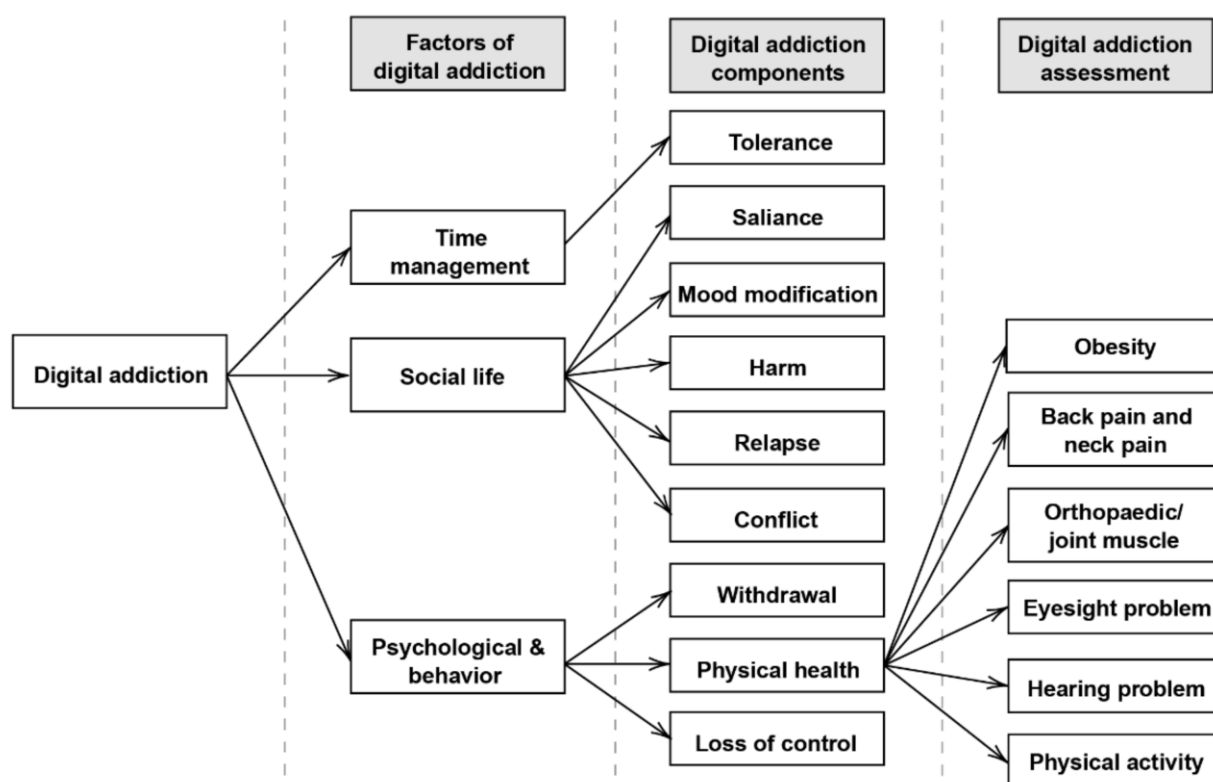 Factors of
digital addiction
Digital addiction
components
Digital addiction
assessment
Digital addiction
Time
management
Social life
Psychological &
behavior
Tolerance
Saliance
Mood modification
Harm
Relapse
Conflict
Withdrawal
Physical health
Loss of control
Obesity
Back pain and
neck pain
Orthopaedic/
joint muscle
Eyesight problem
Hearing problem
Physical activity